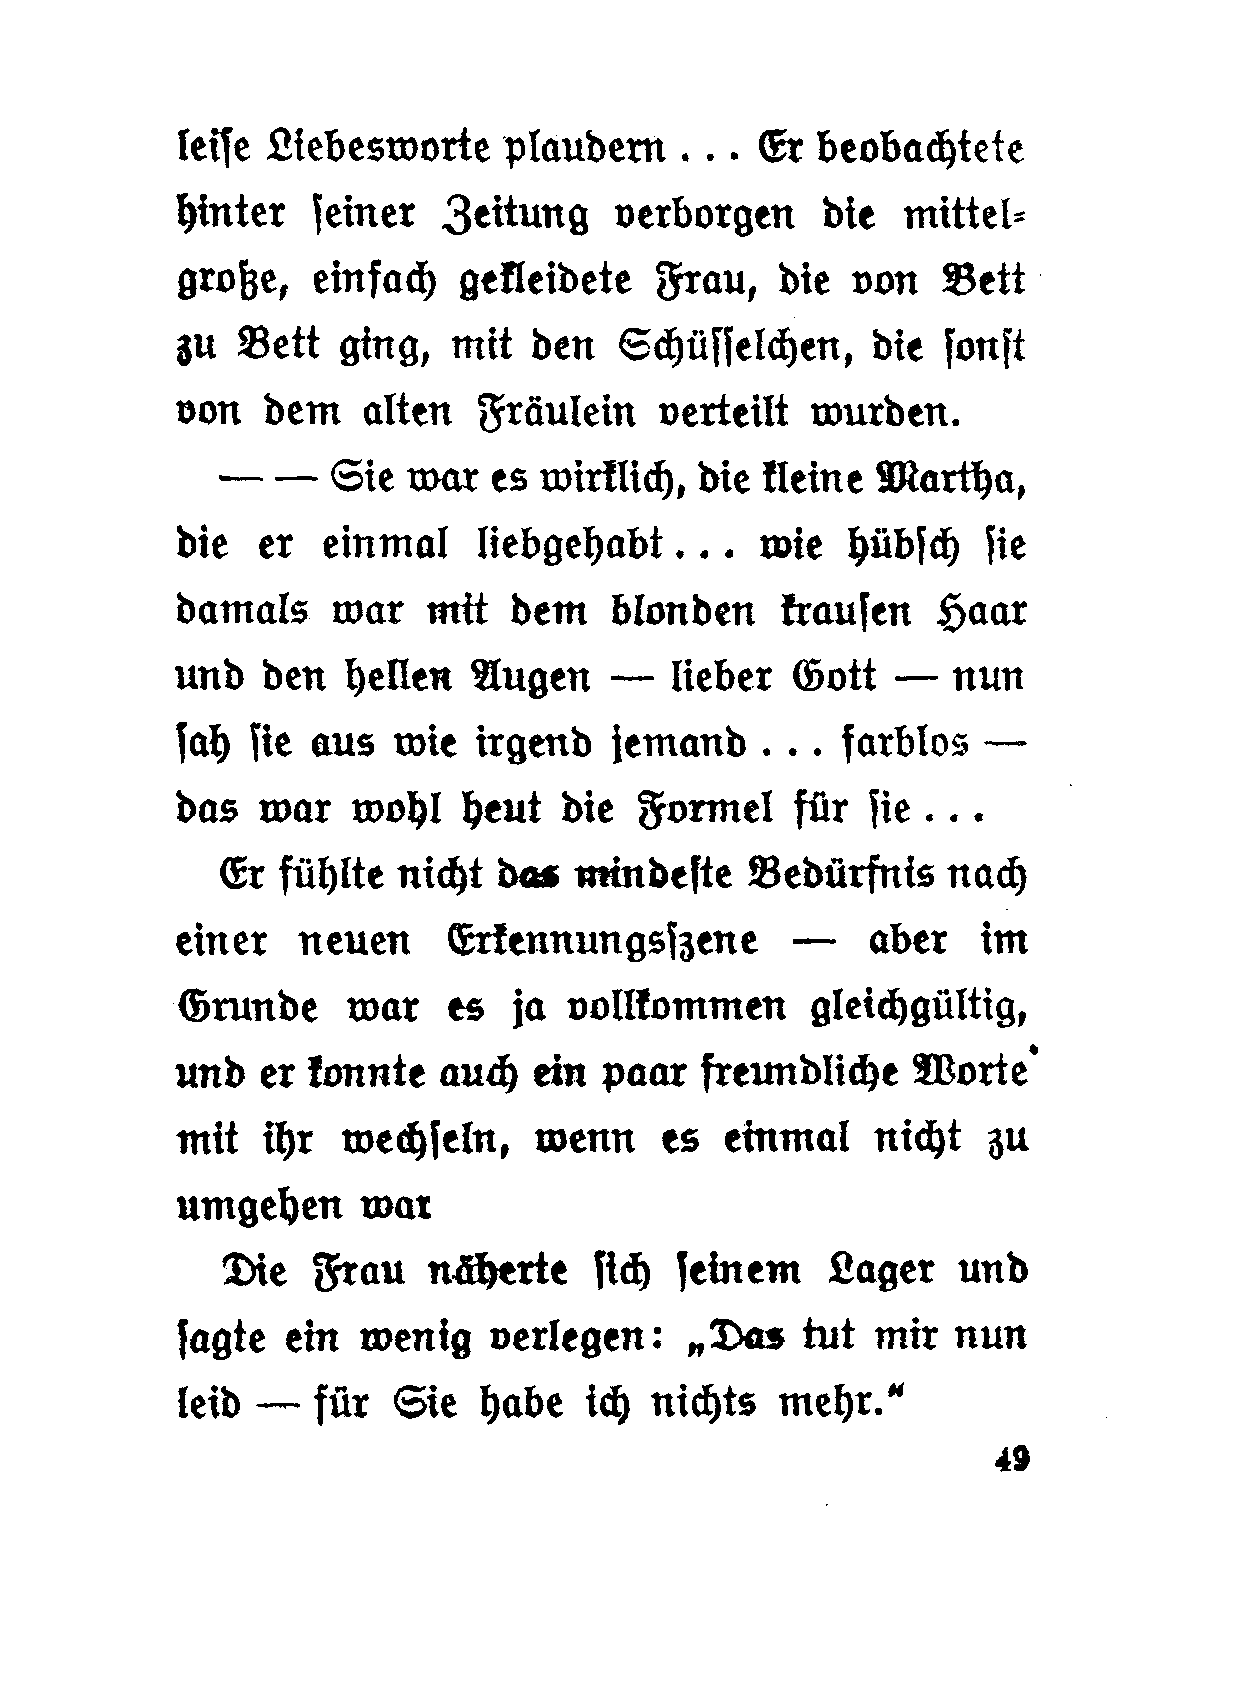 leise Liebesworte plaudern . . . Er beobachtete
hinter seiner Zeitung verborgen die mittel-
große, einfach gekleidete Frau, die von Bett
zu Bett ging, mit den Schüsselchen, die sonst
von dem alten Fräulein verteilt wurden.
— — Sie war es wirklich, die kleine Martha,
die er einmal liebgehabt . . . wie hübsch sie
damals war mit dem blonden krausen Haar
und den hellen Augen — lieber Gott — nun
sah sie aus wie irgend jemand . . . farblos —
das war wohl heut die Formel für sie . . .
Er fühlte nicht das mindeste Bedürfnis nach
einer neuen Erkennungsszene — aber im
Grunde war es ja vollkommen gleichgültig,
und er konnte auch ein paar freundliche Worte
mit ihr wechseln, wenn es einmal nicht zu
umgehen war
Die Frau näherte sich seinem Lager und
sagte ein wenig verlegen: „Das tut mir nun
leid — für Sie habe ich nichts mehr.“
49